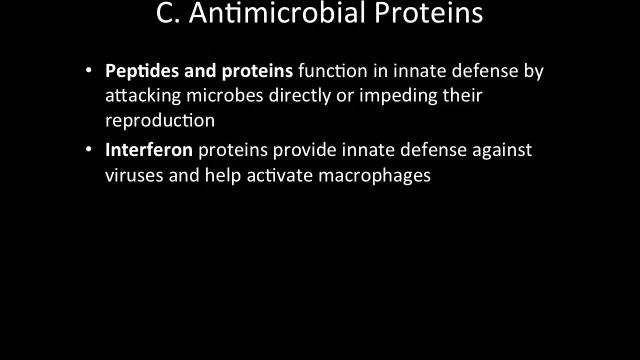 C. Antimicrobial Proteins
• Peptides and proteins function in innate defense by
attacking microbes directly or impeding their
reproduction
• Interferon proteins provide innate defense against
viruses and help activate macrophages